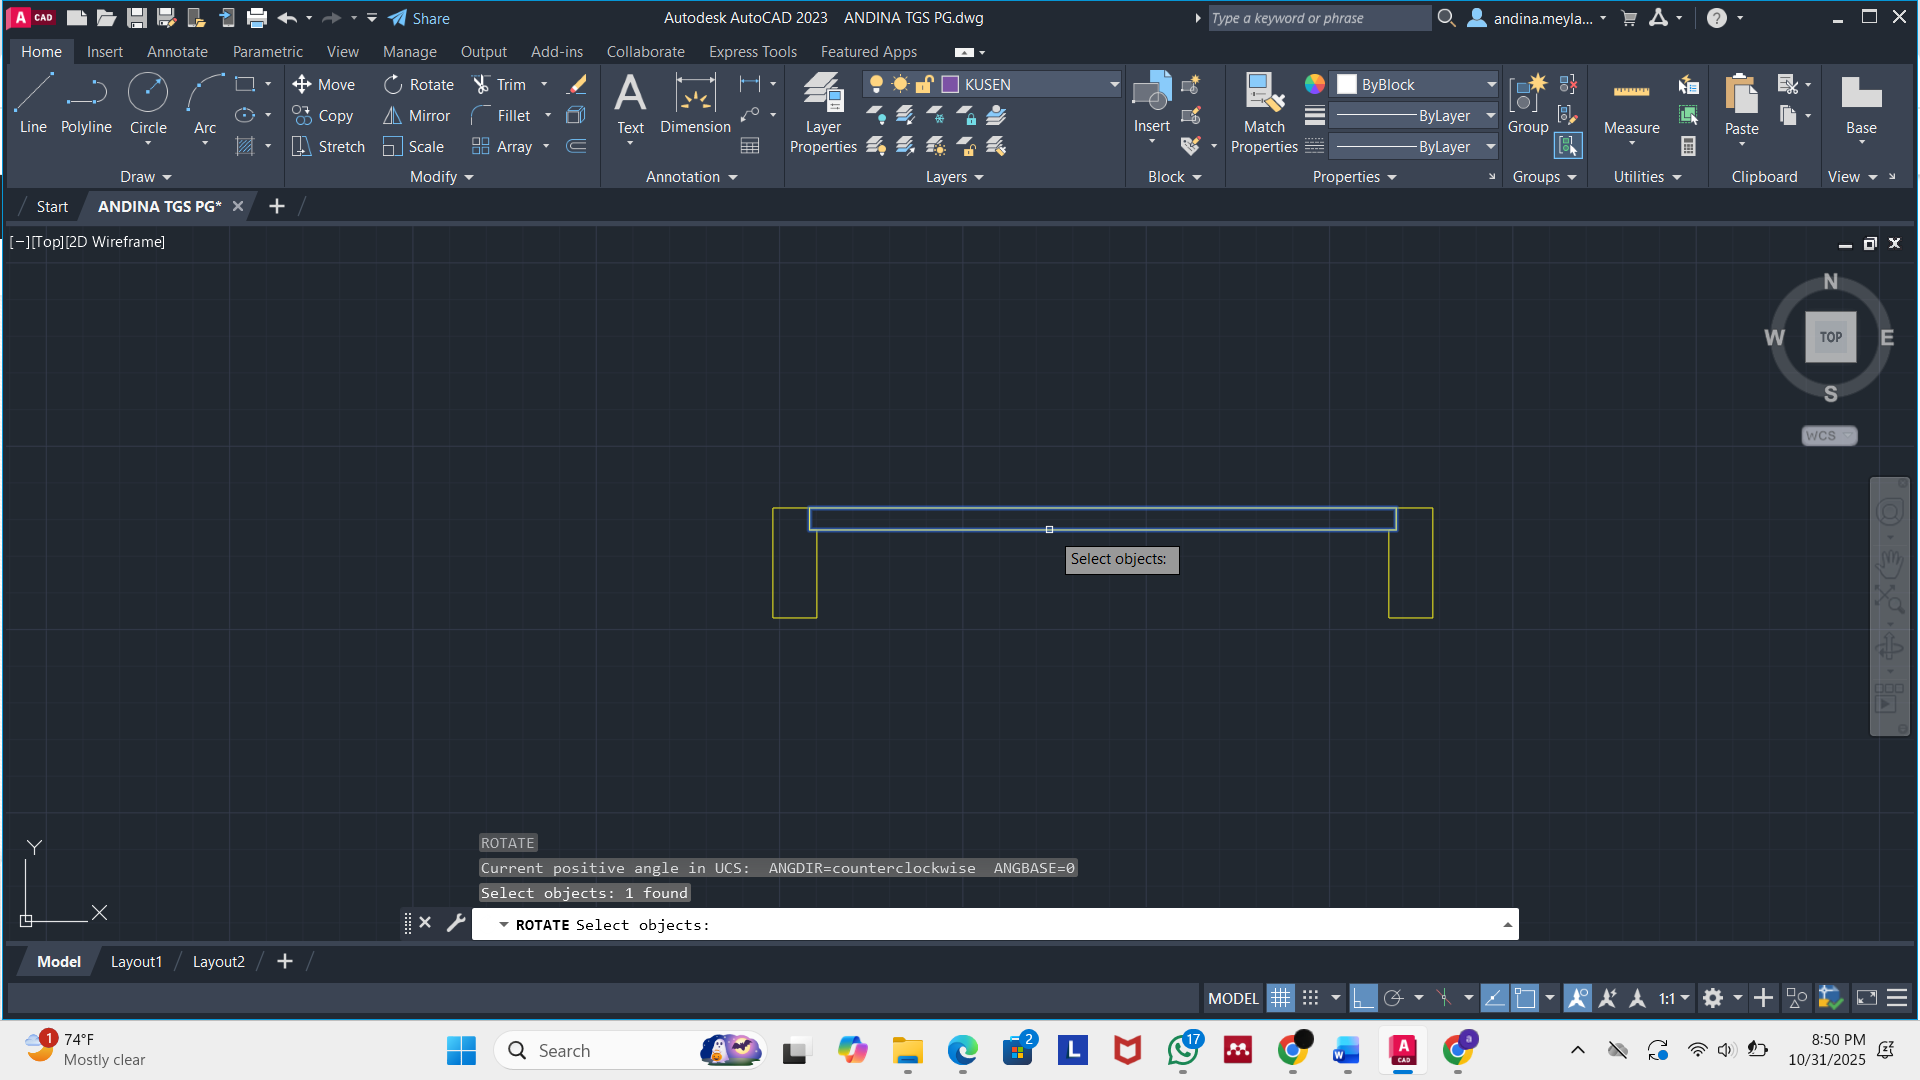 A CAD
Share
Autodesk AutoCAD 2023 ANDINA TGS PG.dwg
Type a keyword or phrase
andina.meyla...
Home Insert Annotate Parametric View Manage Output Add-ins Collaborate Express Tools Featured Apps
Line Polyline Circle Arc
Move Rotate Trim
Copy Mirror Fillet
Stretch Scale Array
Text Dimension
Layer Properties
KUSEN
Insert
Match Properties
ByBlock
ByLayer
ByLayer
Group
Measure
Paste
Base
Draw Modify Annotation Layers Block Properties Groups Utilities Clipboard View
Start ANDINA TGS PG*
[−][Top][2D Wireframe]
N
W TOP E
S
WCS
Select objects:
Y
X
ROTATE
Current positive angle in UCS: ANGDIR=counterclockwise ANGBASE=0
Select objects: 1 found
ROTATE Select objects:
Model Layout1 Layout2
MODEL 1:1
1
74°F
Mostly clear
Search
2
L
17
W
A CAD
a
8:50 PM
10/31/2025